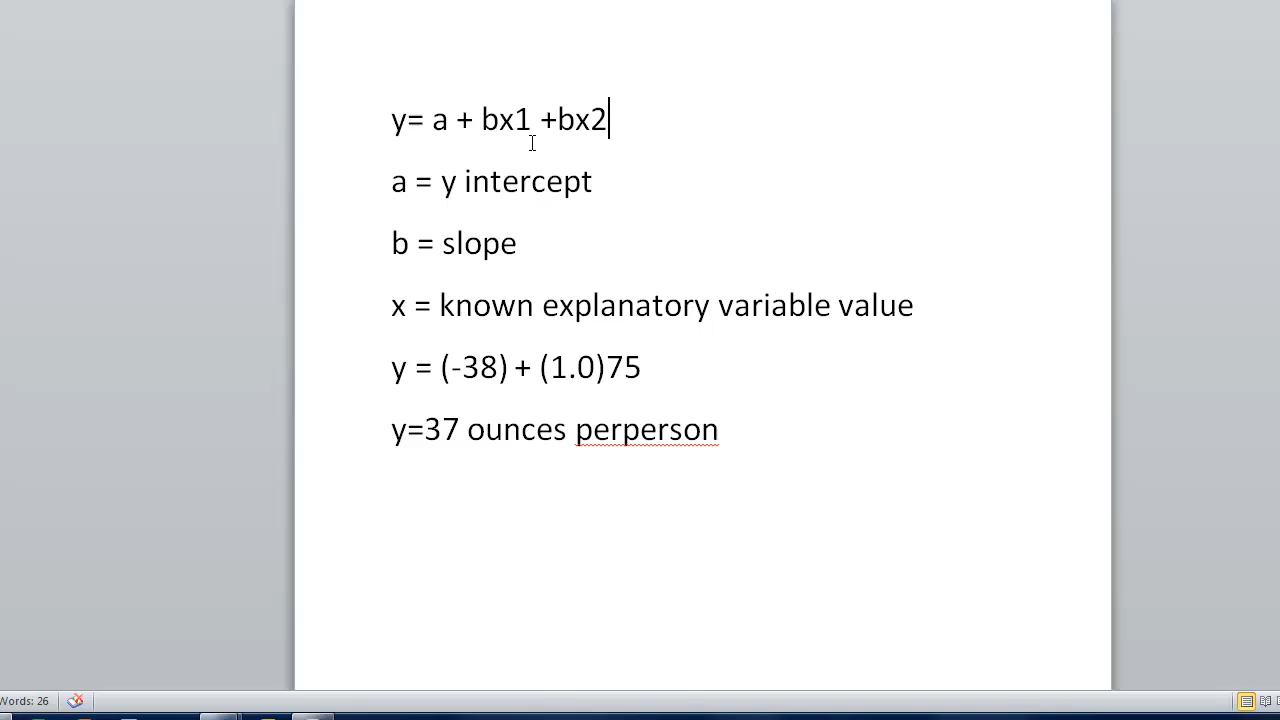 y= a + bx1 +bx2
a = y intercept
b = slope
x = known explanatory variable value
y = (-38) + (1.0)75
y=37 ounces perperson
Words: 26